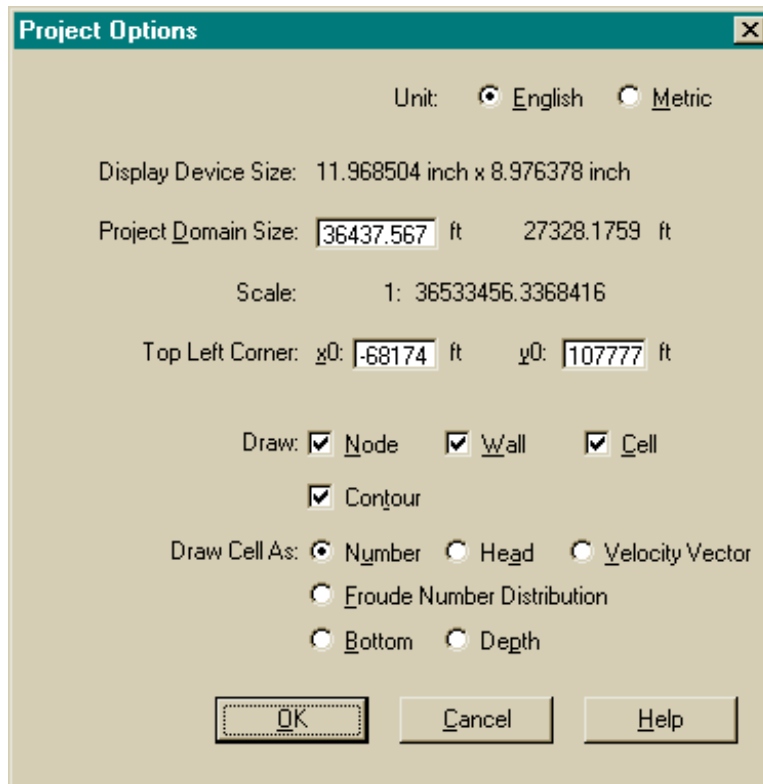 Project Options
Unit: English Metric
Display Device Size: 11.968504 inch x 8.976378 inch
Project Domain Size: 36437.567 ft 27328.1759 ft
Scale: 1: 36533456.3368416
Top Left Corner: x0: -68174 ft y0: 107777 ft
Draw: Node Wall Cell
Contour
Draw Cell As: Number Head Velocity Vector
Froude Number Distribution
Bottom Depth
OK Cancel Help